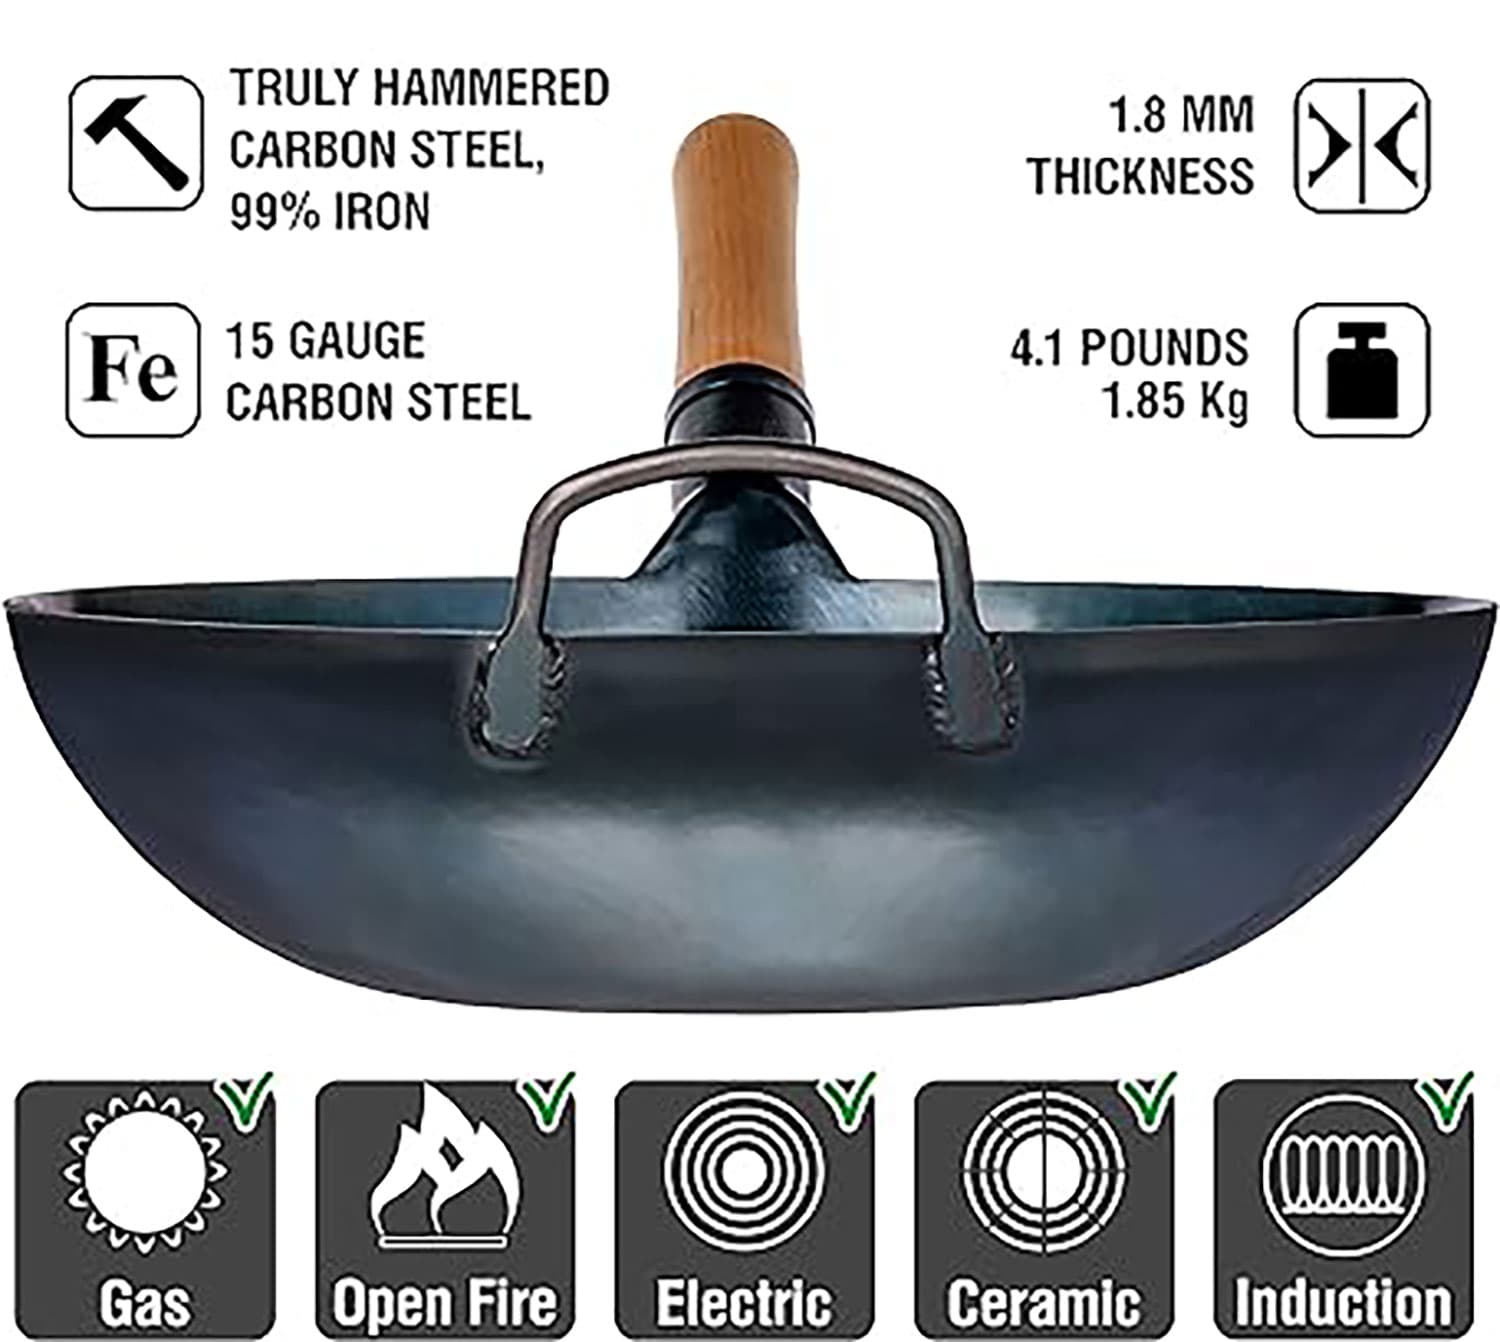 TRULY HAMMERED
CARBON STEEL,
99% IRON
1.8 MM
THICKNESS
Fe
15 GAUGE
CARBON STEEL
4.1 POUNDS
1.85 Kg
Gas
Open Fire
Electric
Ceramic
Induction